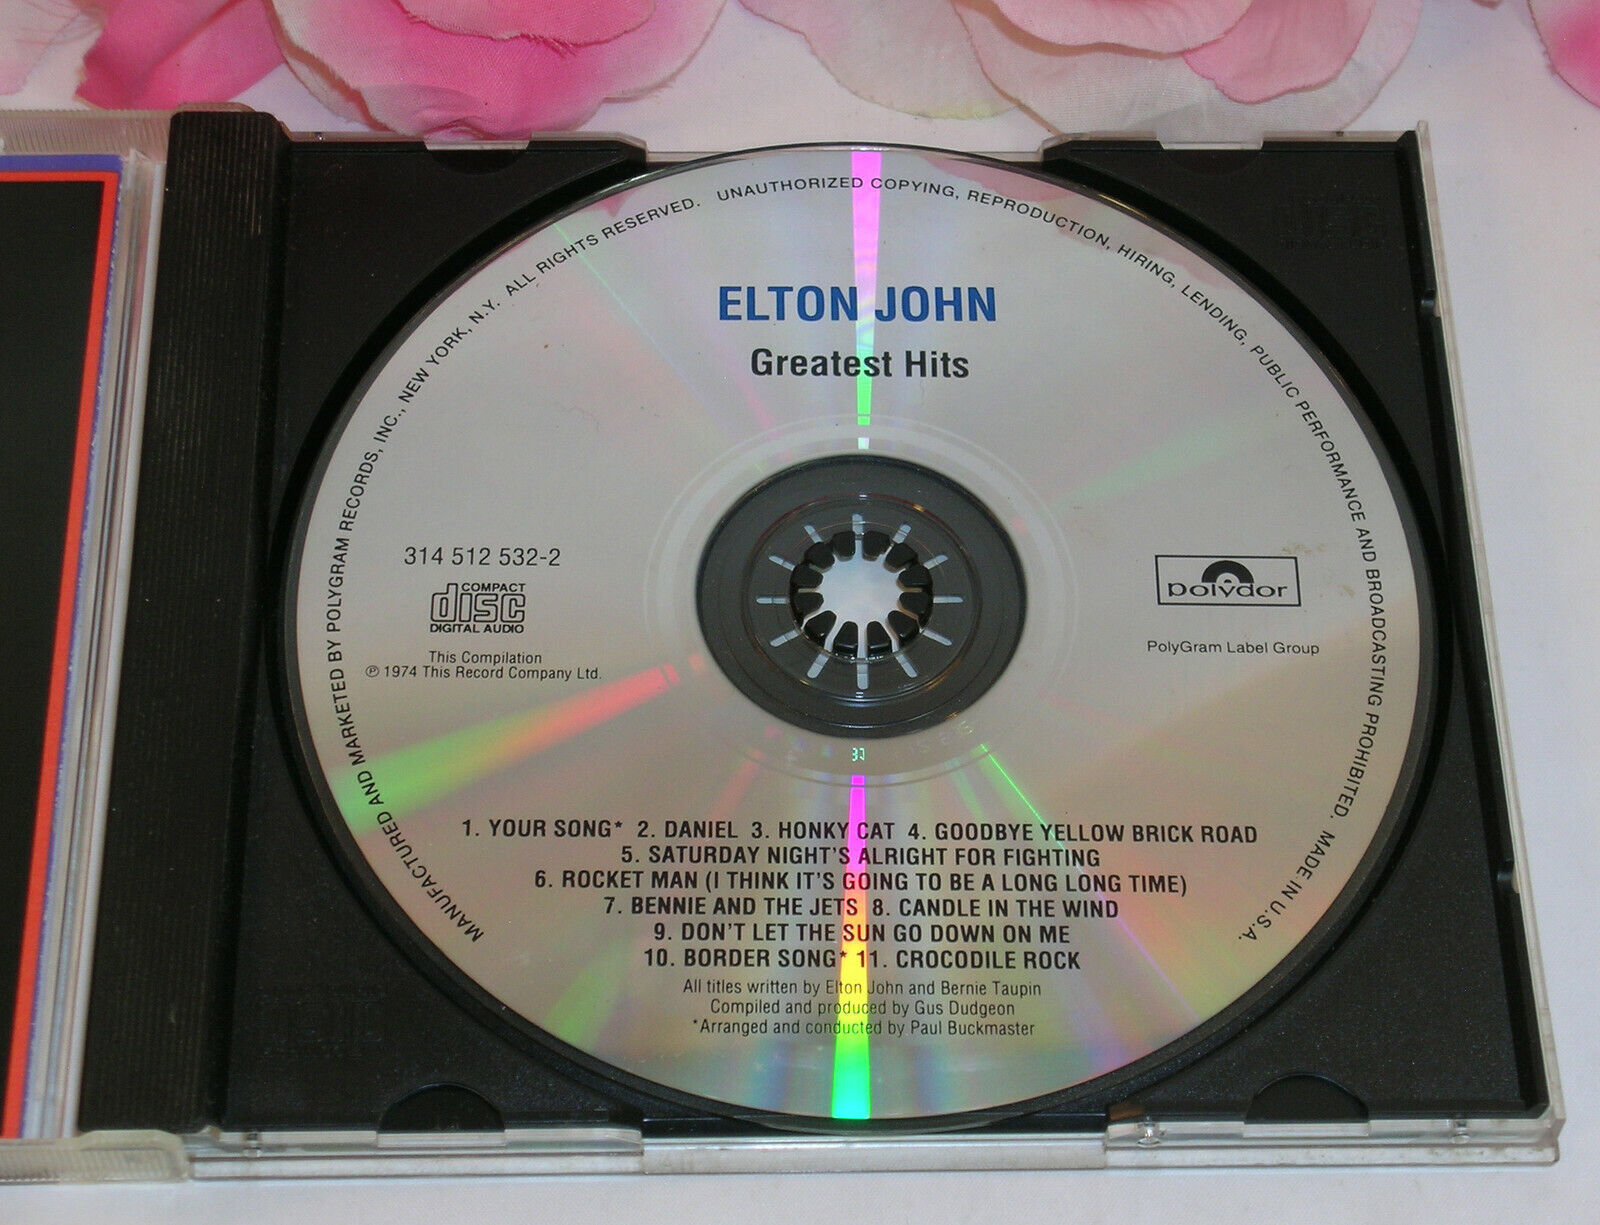 MANUFACTURED AND MARKETED BY POLYGRAM RECORDS, INC., NEW YORK, N.Y. ALL RIGHTS RESERVED. UNAUTHORIZED COPYING, REPRODUCTION, HIRING, LENDING, PUBLIC PERFORMANCE AND BROADCASTING PROHIBITED. MADE IN U.S.A.
ELTON JOHN
Greatest Hits
314 512 532-2
COMPACT
disc
DIGITAL AUDIO
This Compilation
℗ 1974 This Record Company Ltd.
polydor
PolyGram Label Group
1. YOUR SONG* 2. DANIEL 3. HONKY CAT 4. GOODBYE YELLOW BRICK ROAD
5. SATURDAY NIGHT'S ALRIGHT FOR FIGHTING
6. ROCKET MAN (I THINK IT'S GOING TO BE A LONG LONG TIME)
7. BENNIE AND THE JETS 8. CANDLE IN THE WIND
9. DON'T LET THE SUN GO DOWN ON ME
10. BORDER SONG* 11. CROCODILE ROCK
All titles written by Elton John and Bernie Taupin
Compiled and produced by Gus Dudgeon
*Arranged and conducted by Paul Buckmaster